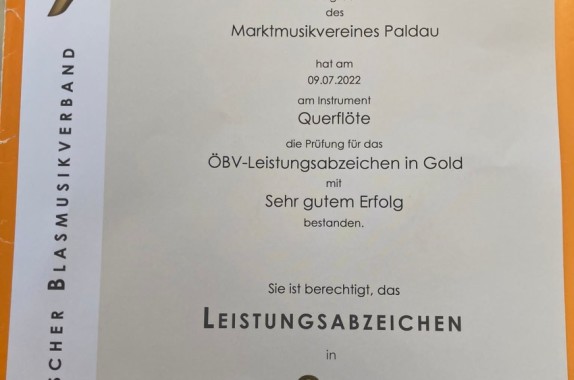 des
Marktmusikvereines Paldau
hat am
09.07.2022
am Instrument
Querflöte
die Prüfung für das
ÖBV-Leistungsabzeichen in Gold
mit
Sehr gutem Erfolg
bestanden.
Sie ist berechtigt, das
LEISTUNGSABZEICHEN
in
BLASMUSIKVERBAND